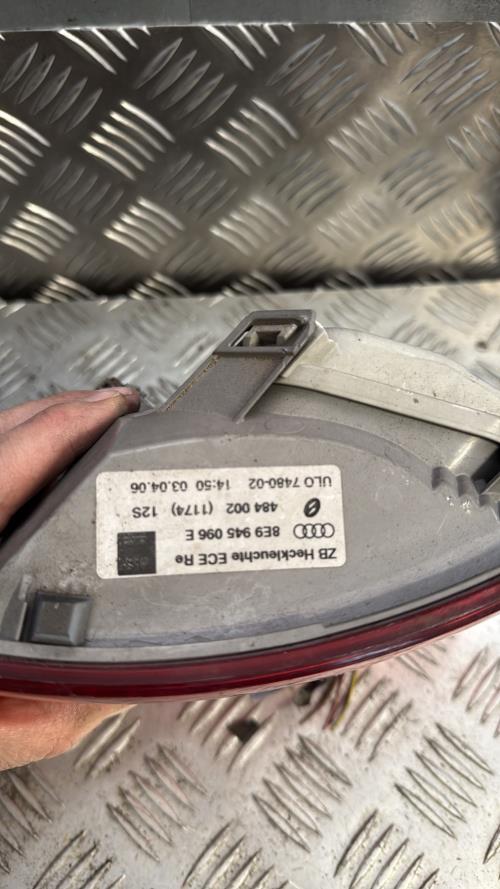 ZB Heckleuchte ECE Re
8E9 945 096 E
484 002 (1174) 12S
ULO 7480-02 14:50 03.04.06